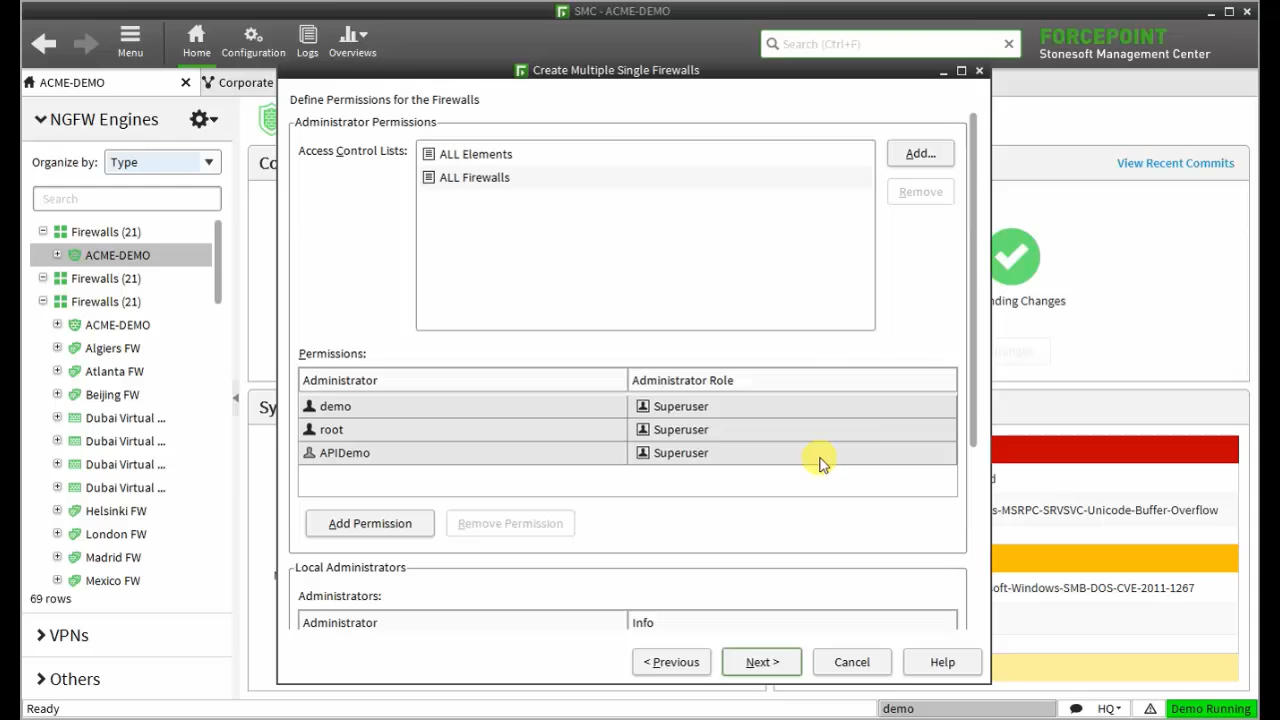 SMC - ACME-DEMO
Menu
Home
Configuration
Logs
Overviews
Search (Ctrl+F)
FORCEPOINT
Stonesoft Management Center
ACME-DEMO
Corporate
Create Multiple Single Firewalls
NGFW Engines
Organize by: Type
Search
Firewalls (21)
ACME-DEMO
Firewalls (21)
Firewalls (21)
ACME-DEMO
Algiers FW
Atlanta FW
Beijing FW
Dubai Virtual ...
Dubai Virtual ...
Dubai Virtual ...
Dubai Virtual ...
Helsinki FW
London FW
Madrid FW
Mexico FW
69 rows
VPNs
Others
Co
Sy
Define Permissions for the Firewalls
Administrator Permissions
Access Control Lists:
ALL Elements
ALL Firewalls
Add...
Remove
Permissions:
Administrator Administrator Role
demo Superuser
root Superuser
APIDemo Superuser
Add Permission Remove Permission
Local Administrators
Administrators:
Administrator Info
< Previous Next > Cancel Help
View Recent Commits
nding Changes
d
s-MSRPC-SRVSVC-Unicode-Buffer-Overflow
oft-Windows-SMB-DOS-CVE-2011-1267
Ready
demo
HQ
Demo Running